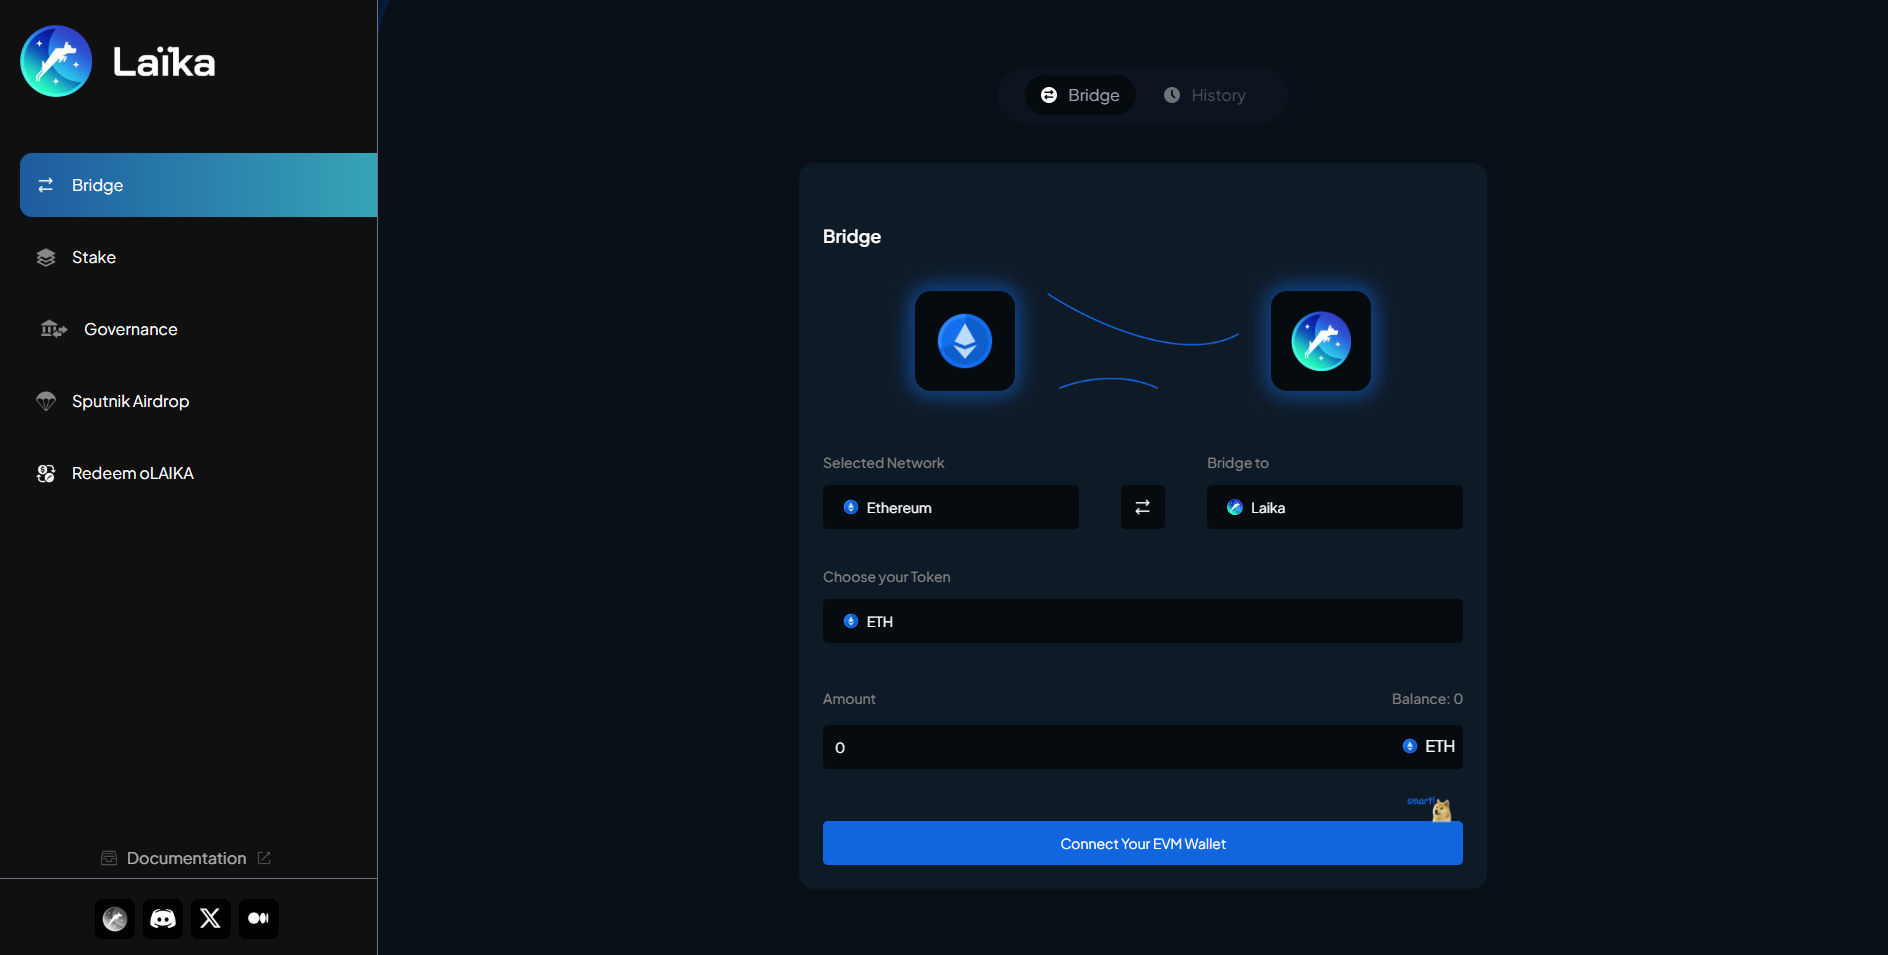 Laïka
Bridge
Stake
Governance
Sputnik Airdrop
Redeem oLAIKA
Documentation
Bridge
History
Bridge
Selected Network
Bridge to
Ethereum
Laika
Choose your Token
ETH
Amount
Balance: 0
0
ETH
smart!
Connect Your EVM Wallet